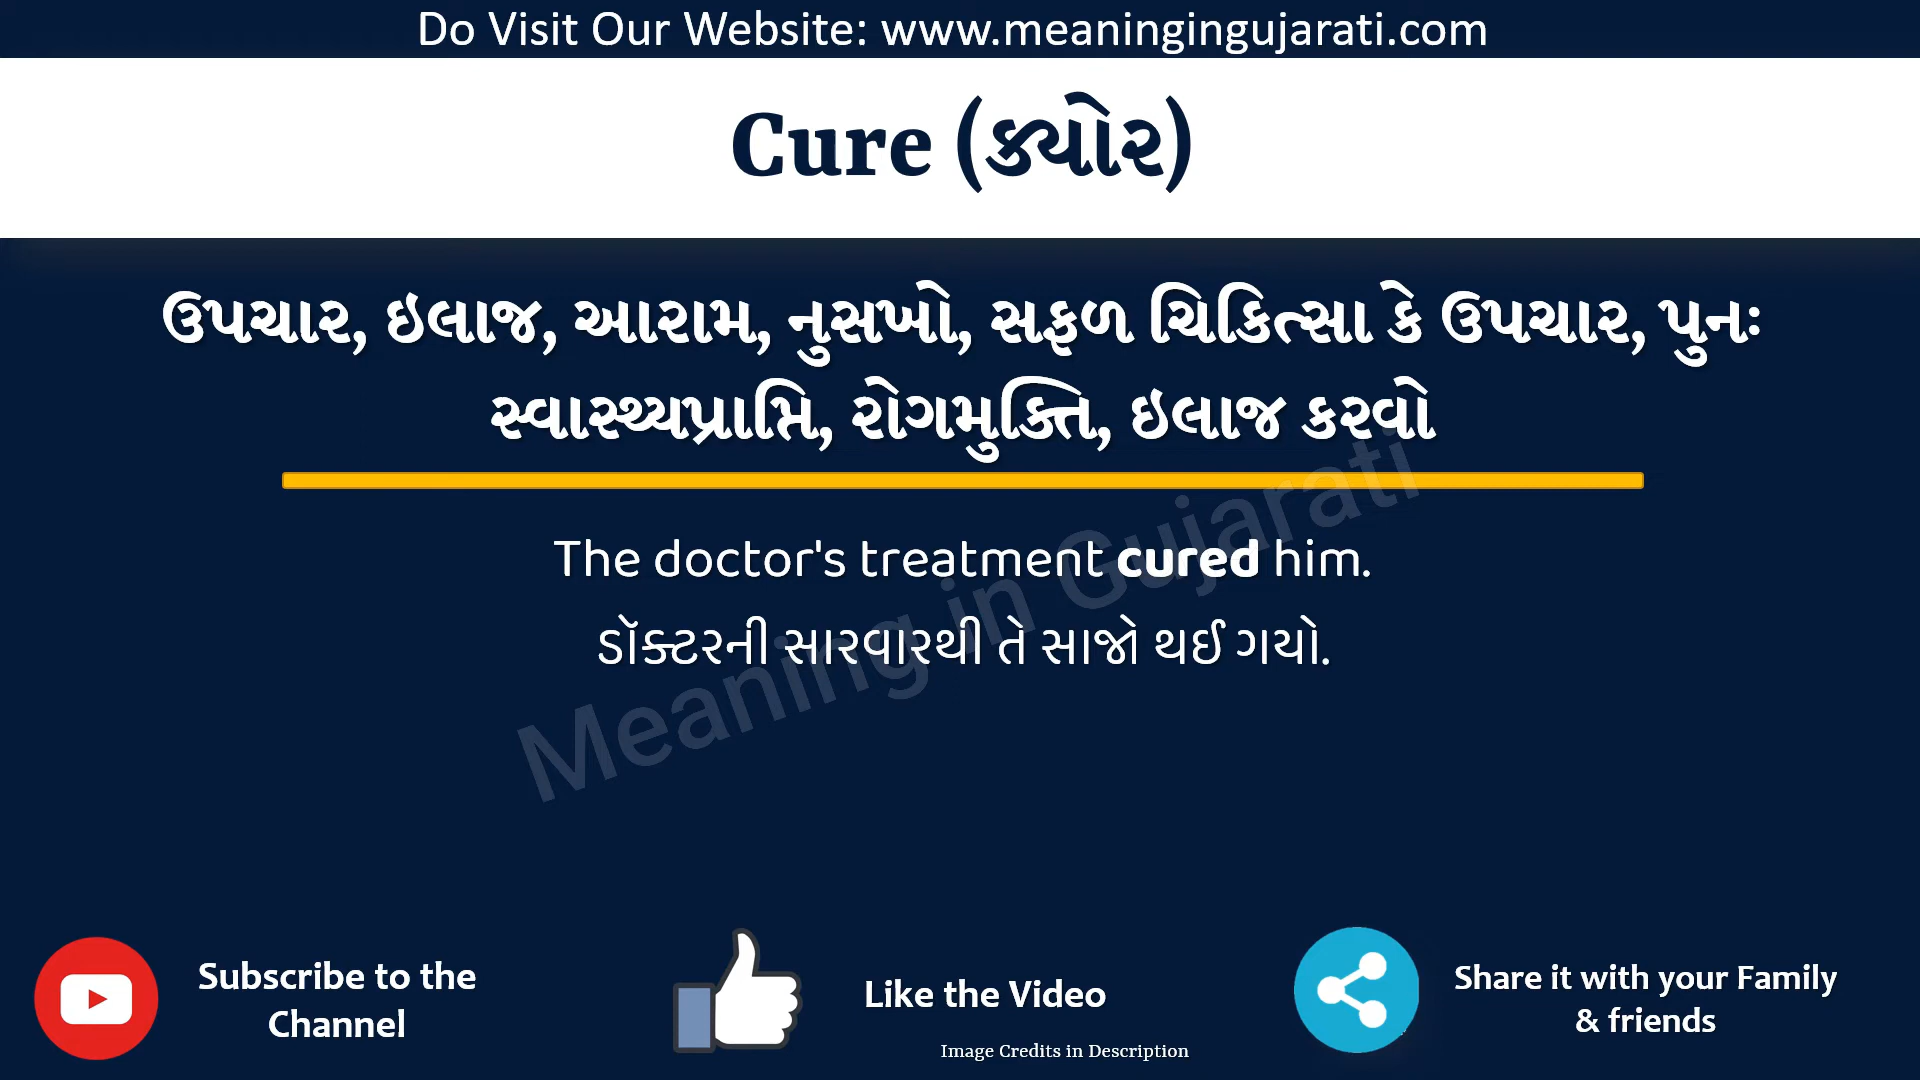 Do Visit Our Website: www.meaningingujarati.com
Cure (ક્યોર)
ઉપચાર, ઇલાજ, આરામ, નુસખો, સફળ ચિકિત્સા કે ઉપચાર, પુનઃ
સ્વાસ્થ્યપ્રાપ્તિ, રોગમુક્તિ, ઇલાજ કરવો
The doctor's treatment cured him.
ડૉક્ટરની સારવારથી તે સાજો થઈ ગયો.
Meaning in Gujarati
Subscribe to the
Channel
Like the Video
Share it with your Family
& friends
Image Credits in Description